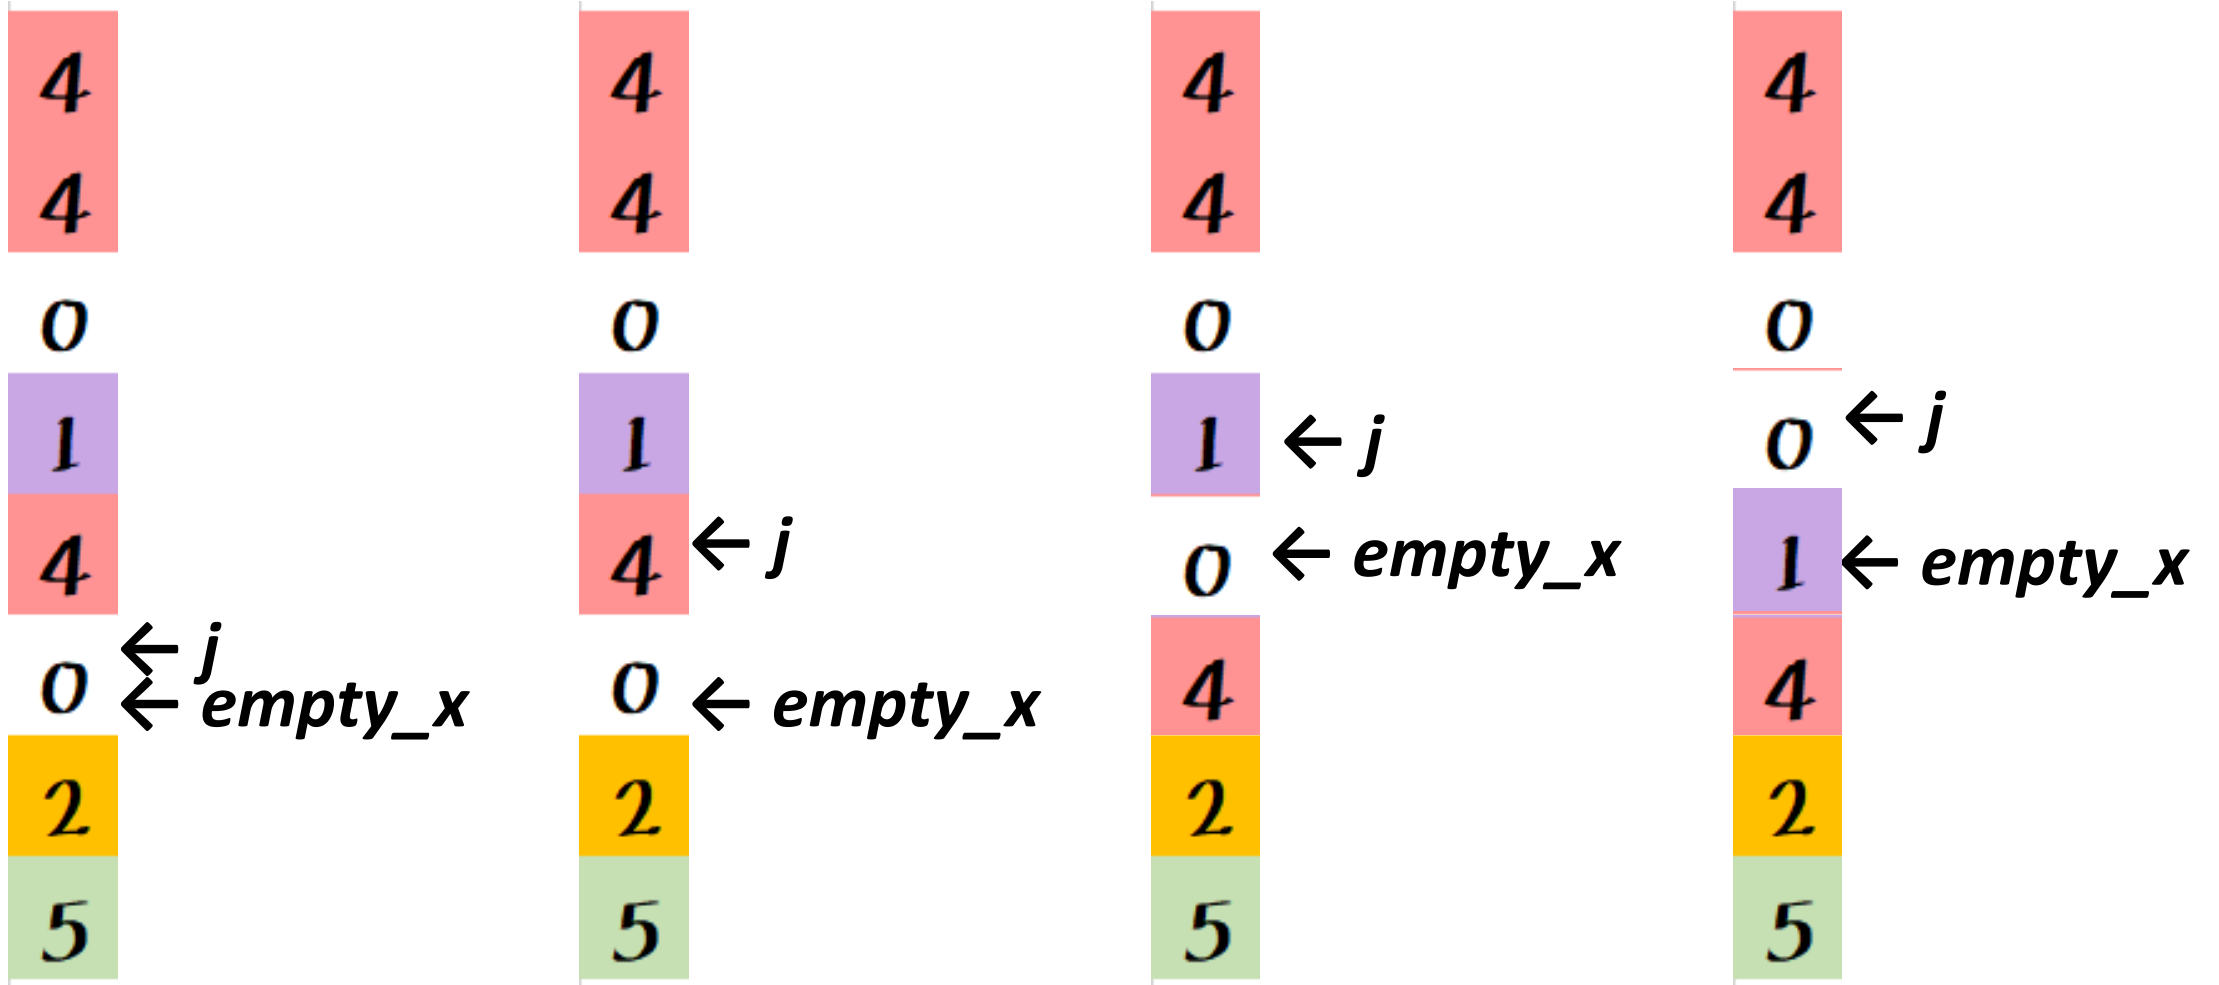 4 4 4 4
4 4 4 4
0 0 0 0
1 1 ← j 1 ← j 0 ← j
4 4 ← j 0 ← empty_x 1 ← empty_x
0 ← j
← empty_x 0 ← empty_x 4 4
2 2 2 2
5 5 5 5